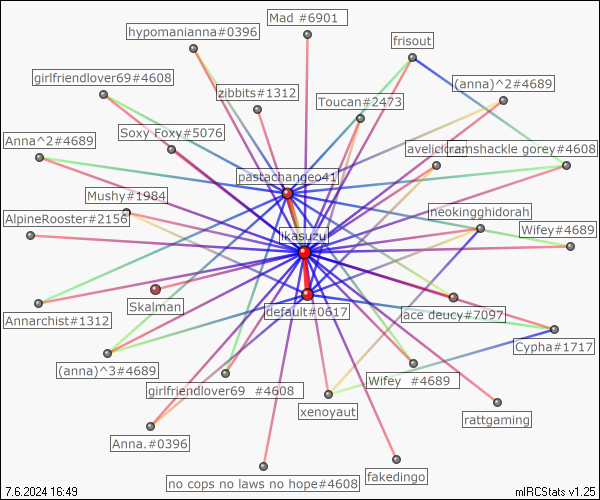 Mad #6901
hypomanianna#0396
frisout
girlfriendlover69#4608
zibbits#1312
(anna)^2#4689
Toucan#2473
Soxy Foxy#5076
Anna^2#4689
ramshackle gorey#4608
pastachangeo41
Mushy#1984
neokingghidorah
AlpineRooster#2150
likasuzu
Wifey#4689
Skalman
Annarchist#1312
default#0617
ace deucy#7097
Cypha#1717
(anna)^3#4689
girlfriendlover69 #4608
Wifey #4689
xenoyaut
rattgaming
Anna.#0396
no cops no laws no hope#4608
fakedingo
7.6.2024 16:49
mIRCStats v1.25